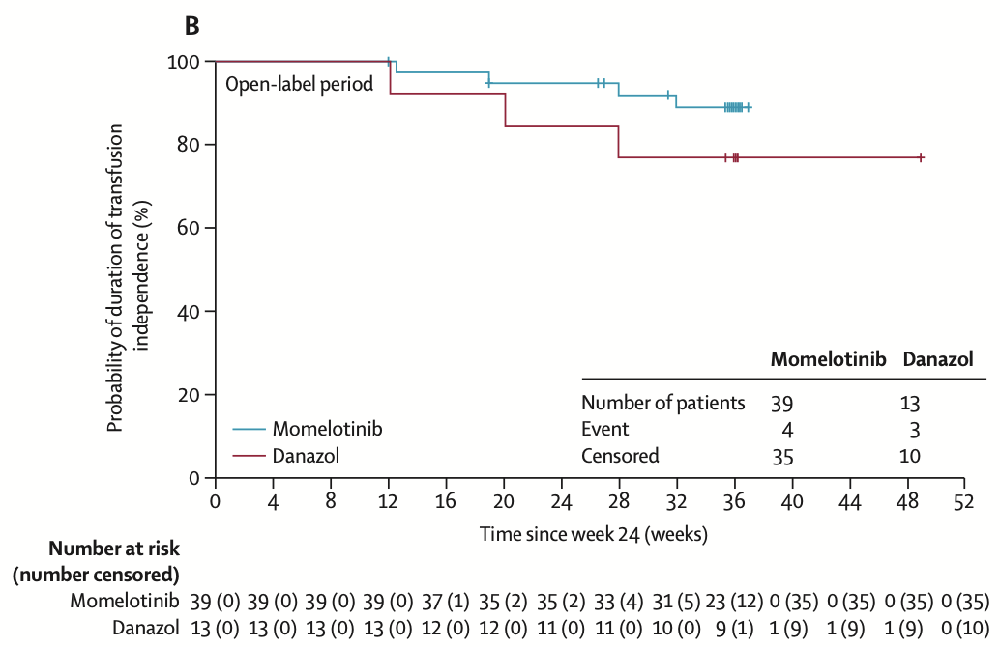 B
100
80
60
40
20
0
Probability of duration of transfusion
independence (%)
Open-label period
Momelotinib
Danazol
Momelotinib Danazol
Number of patients 39 13
Event 4 3
Censored 35 10
0 4 8 12 16 20 24 28 32 36 40 44 48 52
Time since week 24 (weeks)
Number at risk
(number censored)
Momelotinib 39 (0) 39 (0) 39 (0) 39 (0) 37 (1) 35 (2) 35 (2) 33 (4) 31 (5) 23 (12) 0 (35) 0 (35) 0 (35) 0 (35)
Danazol 13 (0) 13 (0) 13 (0) 13 (0) 12 (0) 12 (0) 11 (0) 11 (0) 10 (0) 9 (1) 1 (9) 1 (9) 1 (9) 0 (10)